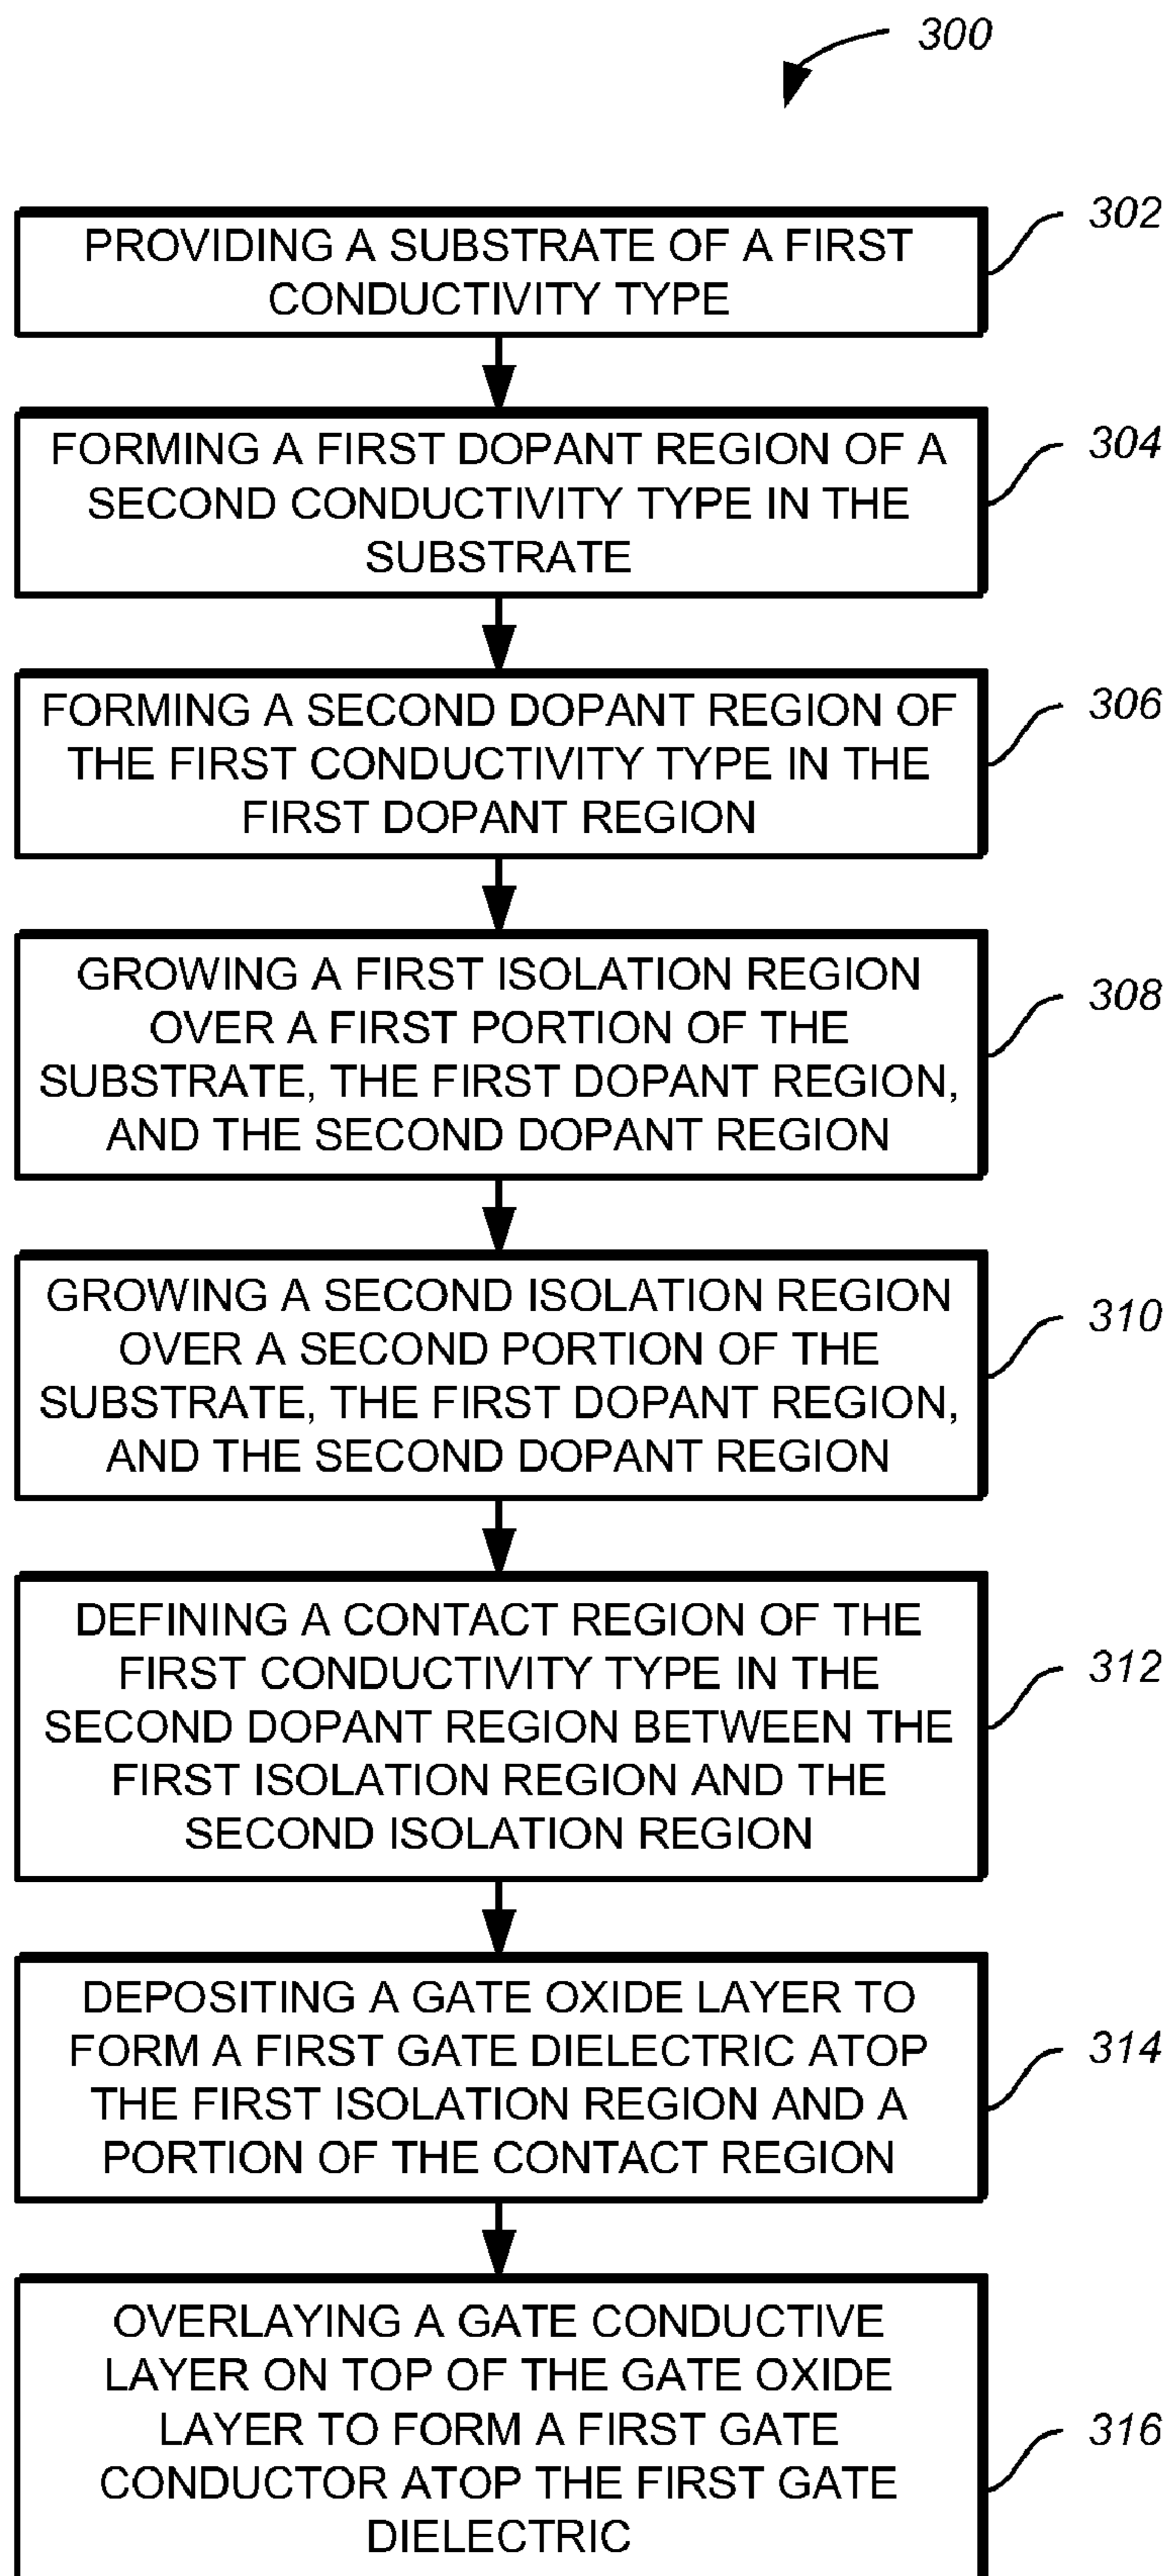 300
PROVIDING A SUBSTRATE OF A FIRST
CONDUCTIVITY TYPE
302
FORMING A FIRST DOPANT REGION OF A
SECOND CONDUCTIVITY TYPE IN THE
SUBSTRATE
304
FORMING A SECOND DOPANT REGION OF
THE FIRST CONDUCTIVITY TYPE IN THE
FIRST DOPANT REGION
306
GROWING A FIRST ISOLATION REGION
OVER A FIRST PORTION OF THE
SUBSTRATE, THE FIRST DOPANT REGION,
AND THE SECOND DOPANT REGION
308
GROWING A SECOND ISOLATION REGION
OVER A SECOND PORTION OF THE
SUBSTRATE, THE FIRST DOPANT REGION,
AND THE SECOND DOPANT REGION
310
DEFINING A CONTACT REGION OF THE
FIRST CONDUCTIVITY TYPE IN THE
SECOND DOPANT REGION BETWEEN THE
FIRST ISOLATION REGION AND THE
SECOND ISOLATION REGION
312
DEPOSITING A GATE OXIDE LAYER TO
FORM A FIRST GATE DIELECTRIC ATOP
THE FIRST ISOLATION REGION AND A
PORTION OF THE CONTACT REGION
314
OVERLAYING A GATE CONDUCTIVE
LAYER ON TOP OF THE GATE OXIDE
LAYER TO FORM A FIRST GATE
CONDUCTOR ATOP THE FIRST GATE
DIELECTRIC
316